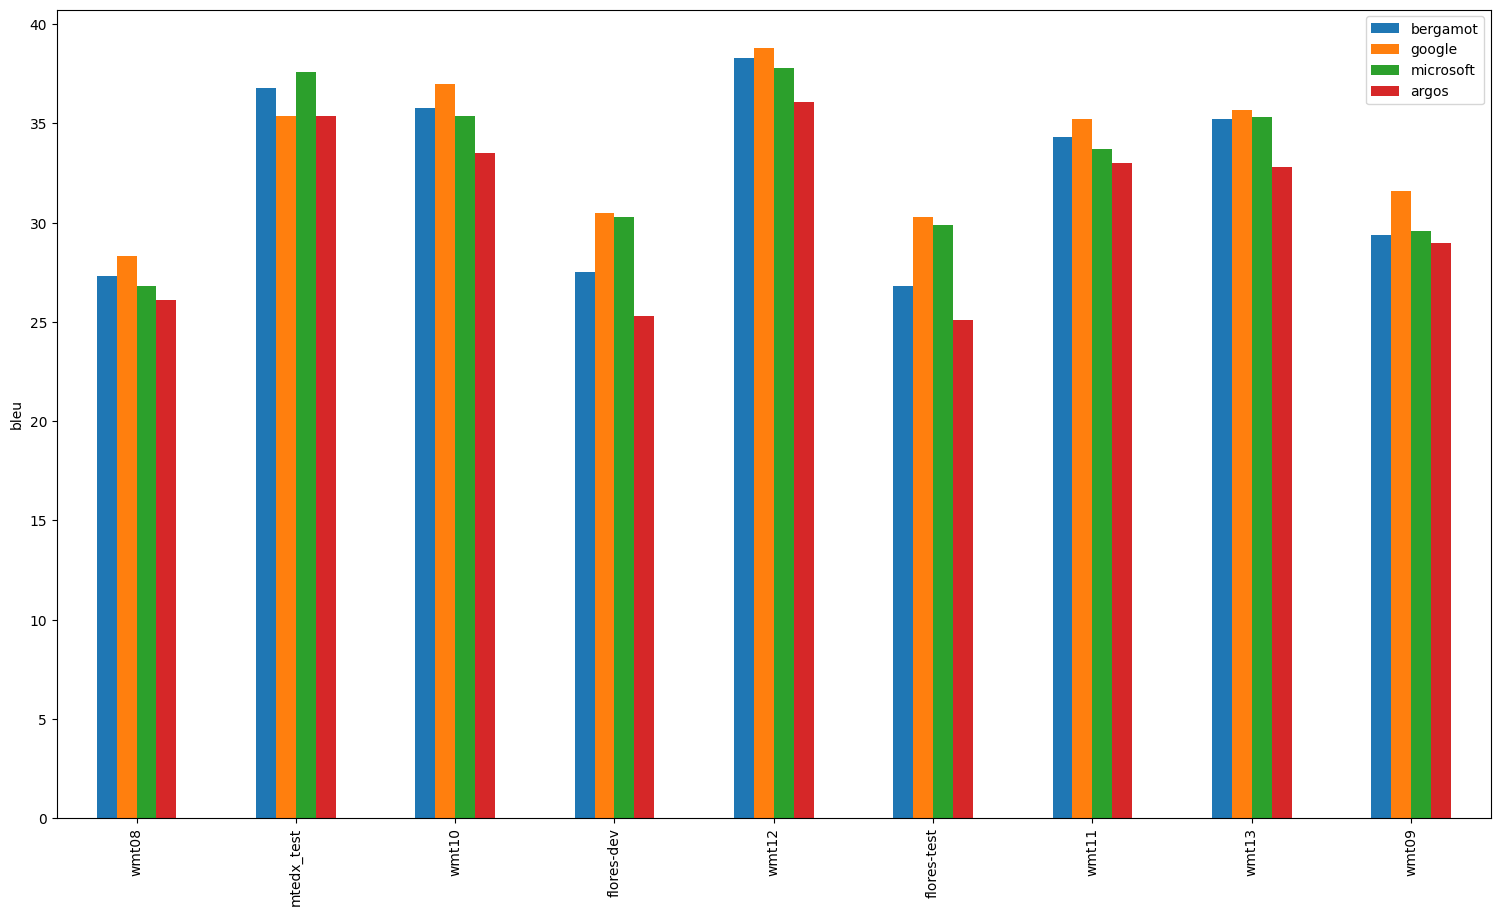 40
35
30
25
20
15
10
5
0
bleu
bergamot
google
microsoft
argos
wmt08
mtedx_test
wmt10
flores-dev
wmt12
flores-test
wmt11
wmt13
wmt09